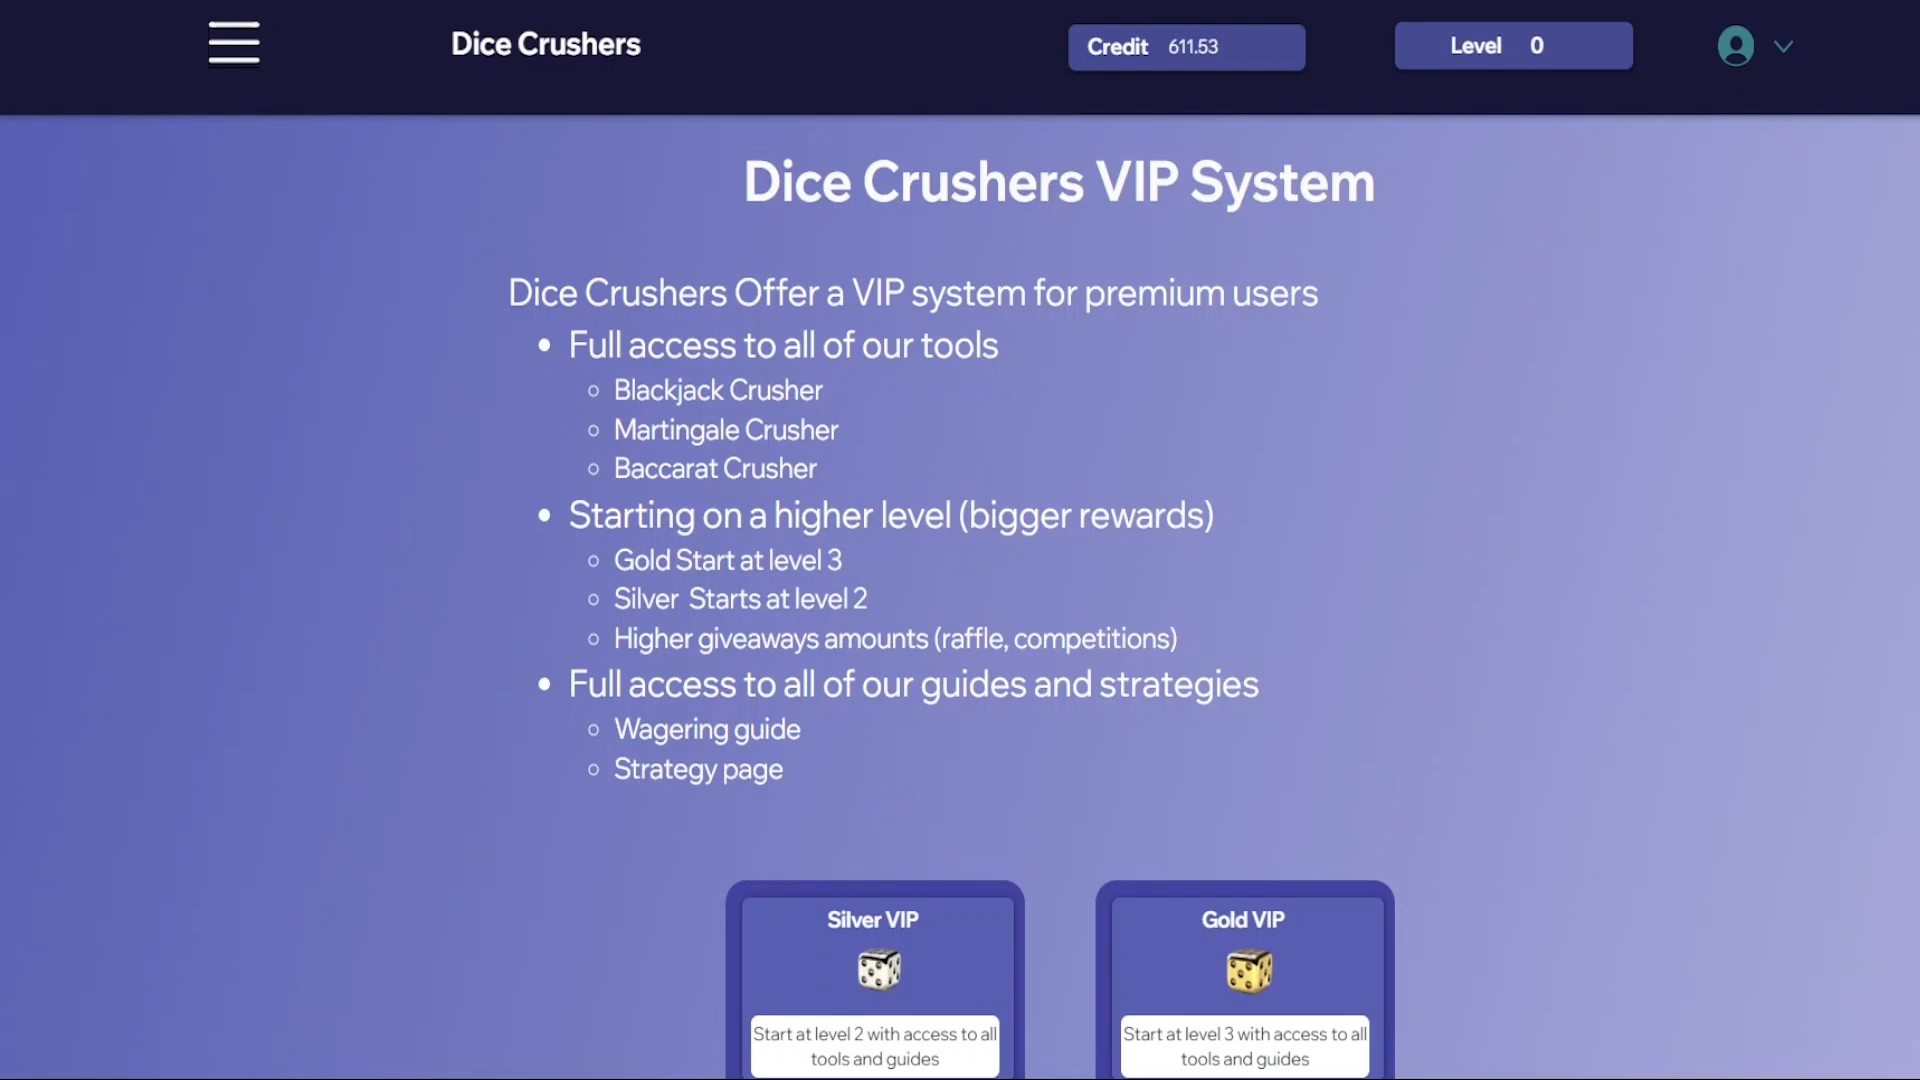 Dice Crushers
Credit 611.53
Level 0
Dice Crushers VIP System
Dice Crushers Offer a VIP system for premium users
Full access to all of our tools
Blackjack Crusher
Martingale Crusher
Baccarat Crusher
Starting on a higher level (bigger rewards)
Gold Start at level 3
Silver Starts at level 2
Higher giveaways amounts (raffle, competitions)
Full access to all of our guides and strategies
Wagering guide
Strategy page
Silver VIP
Start at level 2 with access to all
tools and guides
Gold VIP
Start at level 3 with access to all
tools and guides